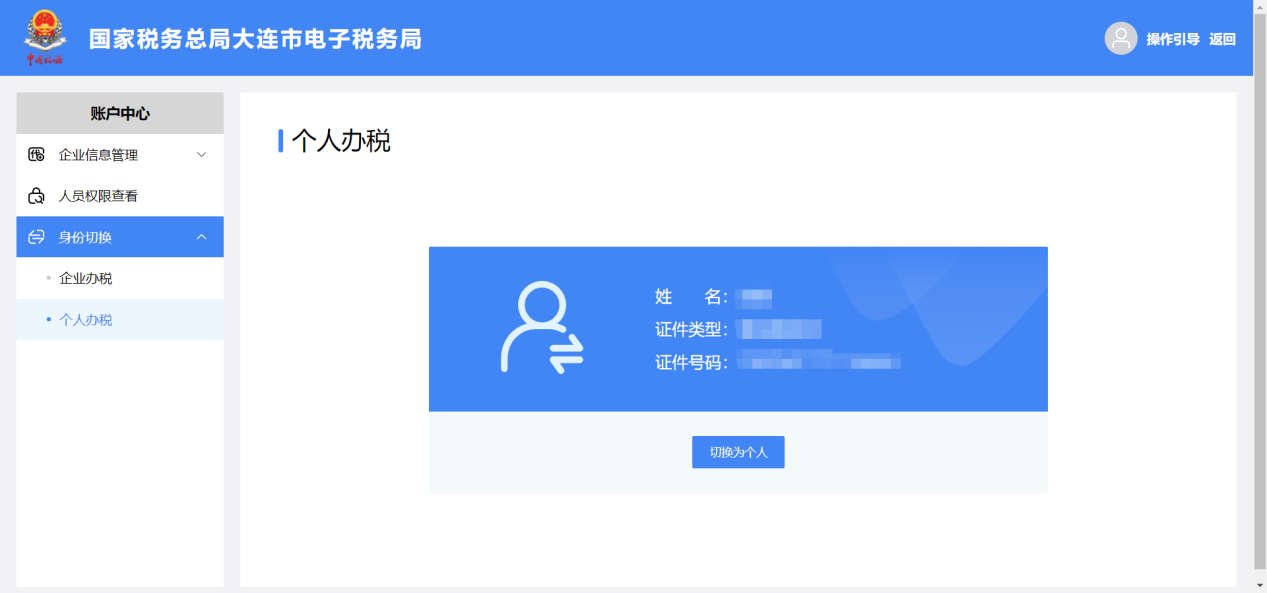 国家税务总局大连市电子税务局
操作引导 返回
账户中心
企业信息管理
人员权限查看
身份切换
企业办税
个人办税
个人办税
姓 名：
证件类型：
证件号码：
切换为个人